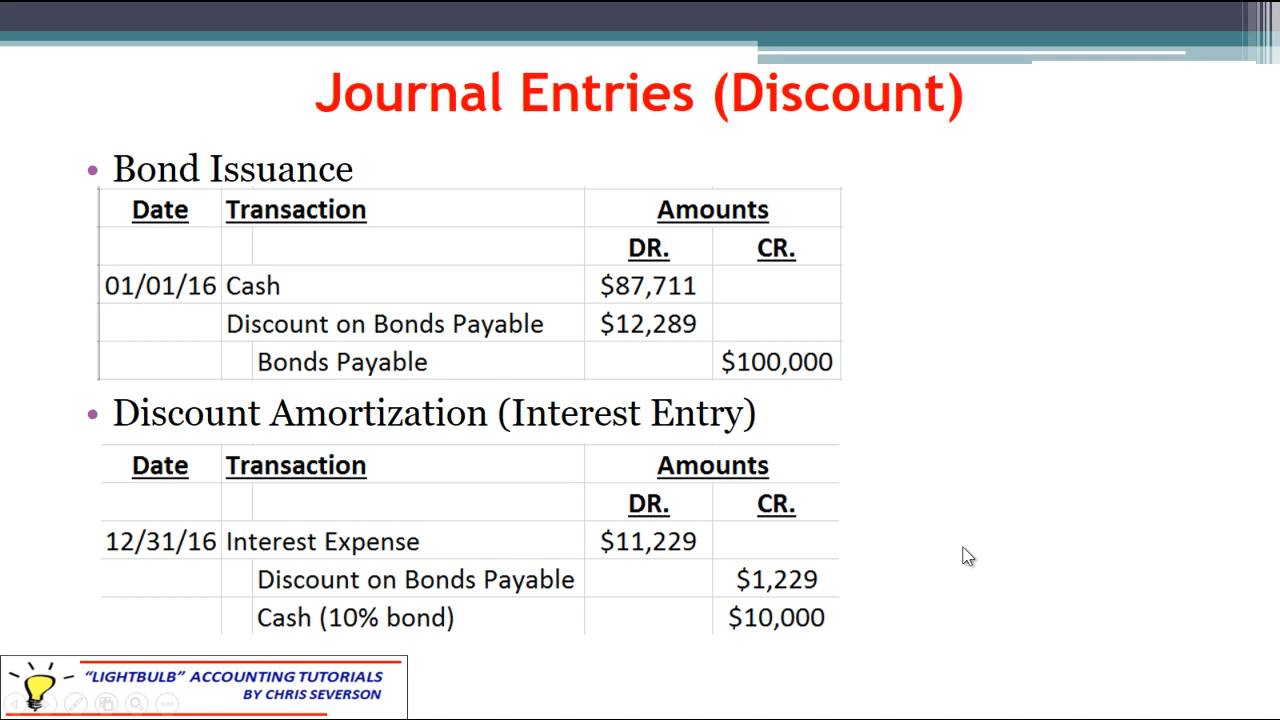 Journal Entries (Discount)
• Bond Issuance
Date Transaction Amounts
DR. CR.
01/01/16 Cash $87,711
Discount on Bonds Payable $12,289
Bonds Payable $100,000
• Discount Amortization (Interest Entry)
Date Transaction Amounts
DR. CR.
12/31/16 Interest Expense $11,229
Discount on Bonds Payable $1,229
Cash (10% bond) $10,000
“LIGHTBULB” ACCOUNTING TUTORIALS
BY CHRIS SEVERSON